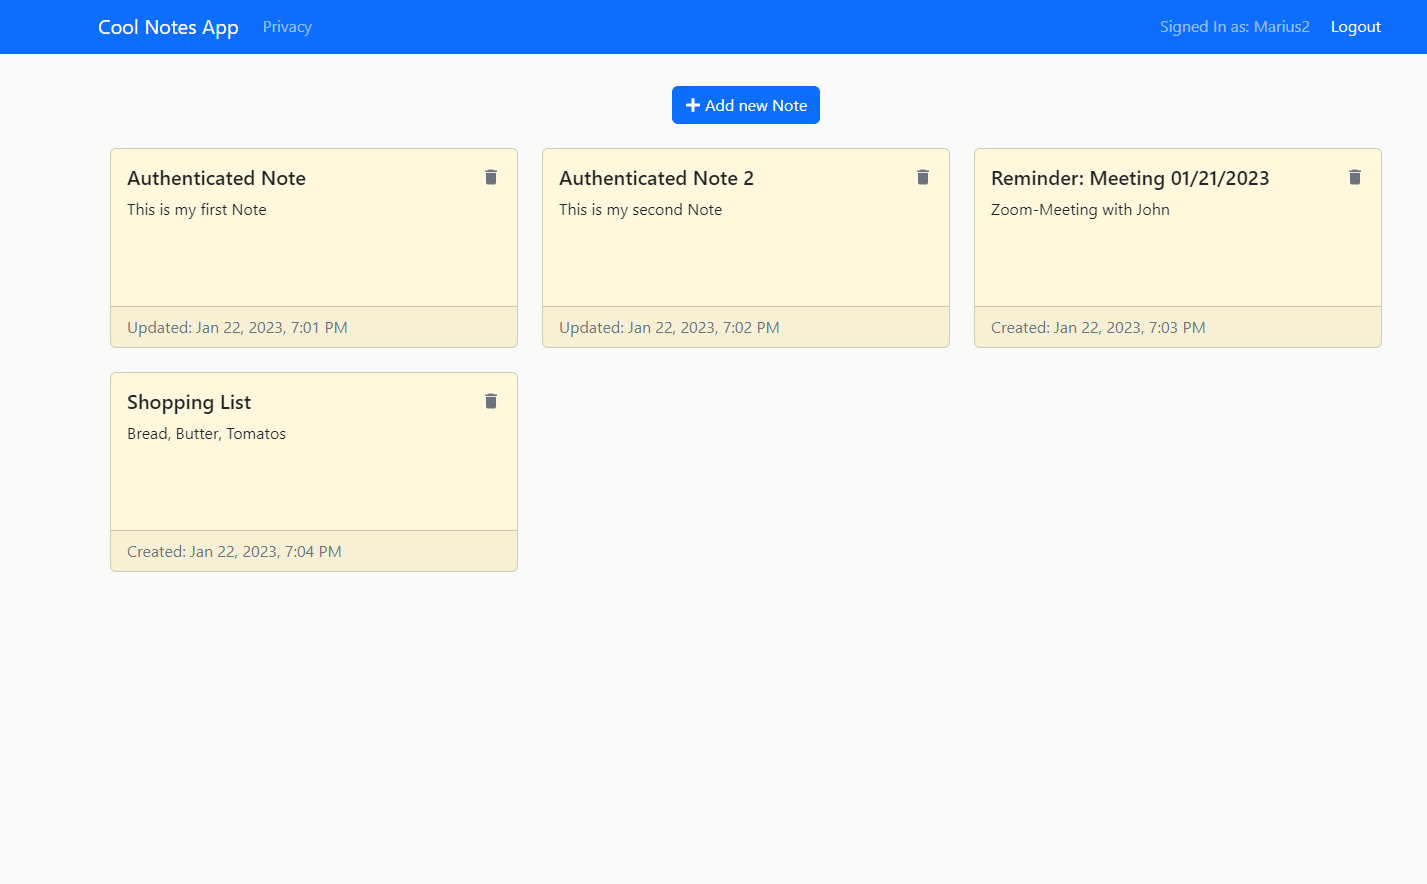 Cool Notes App Privacy Signed In as: Marius2 Logout
Add new Note
Authenticated Note
This is my first Note
Updated: Jan 22, 2023, 7:01 PM
Authenticated Note 2
This is my second Note
Updated: Jan 22, 2023, 7:02 PM
Reminder: Meeting 01/21/2023
Zoom-Meeting with John
Created: Jan 22, 2023, 7:03 PM
Shopping List
Bread, Butter, Tomatos
Created: Jan 22, 2023, 7:04 PM